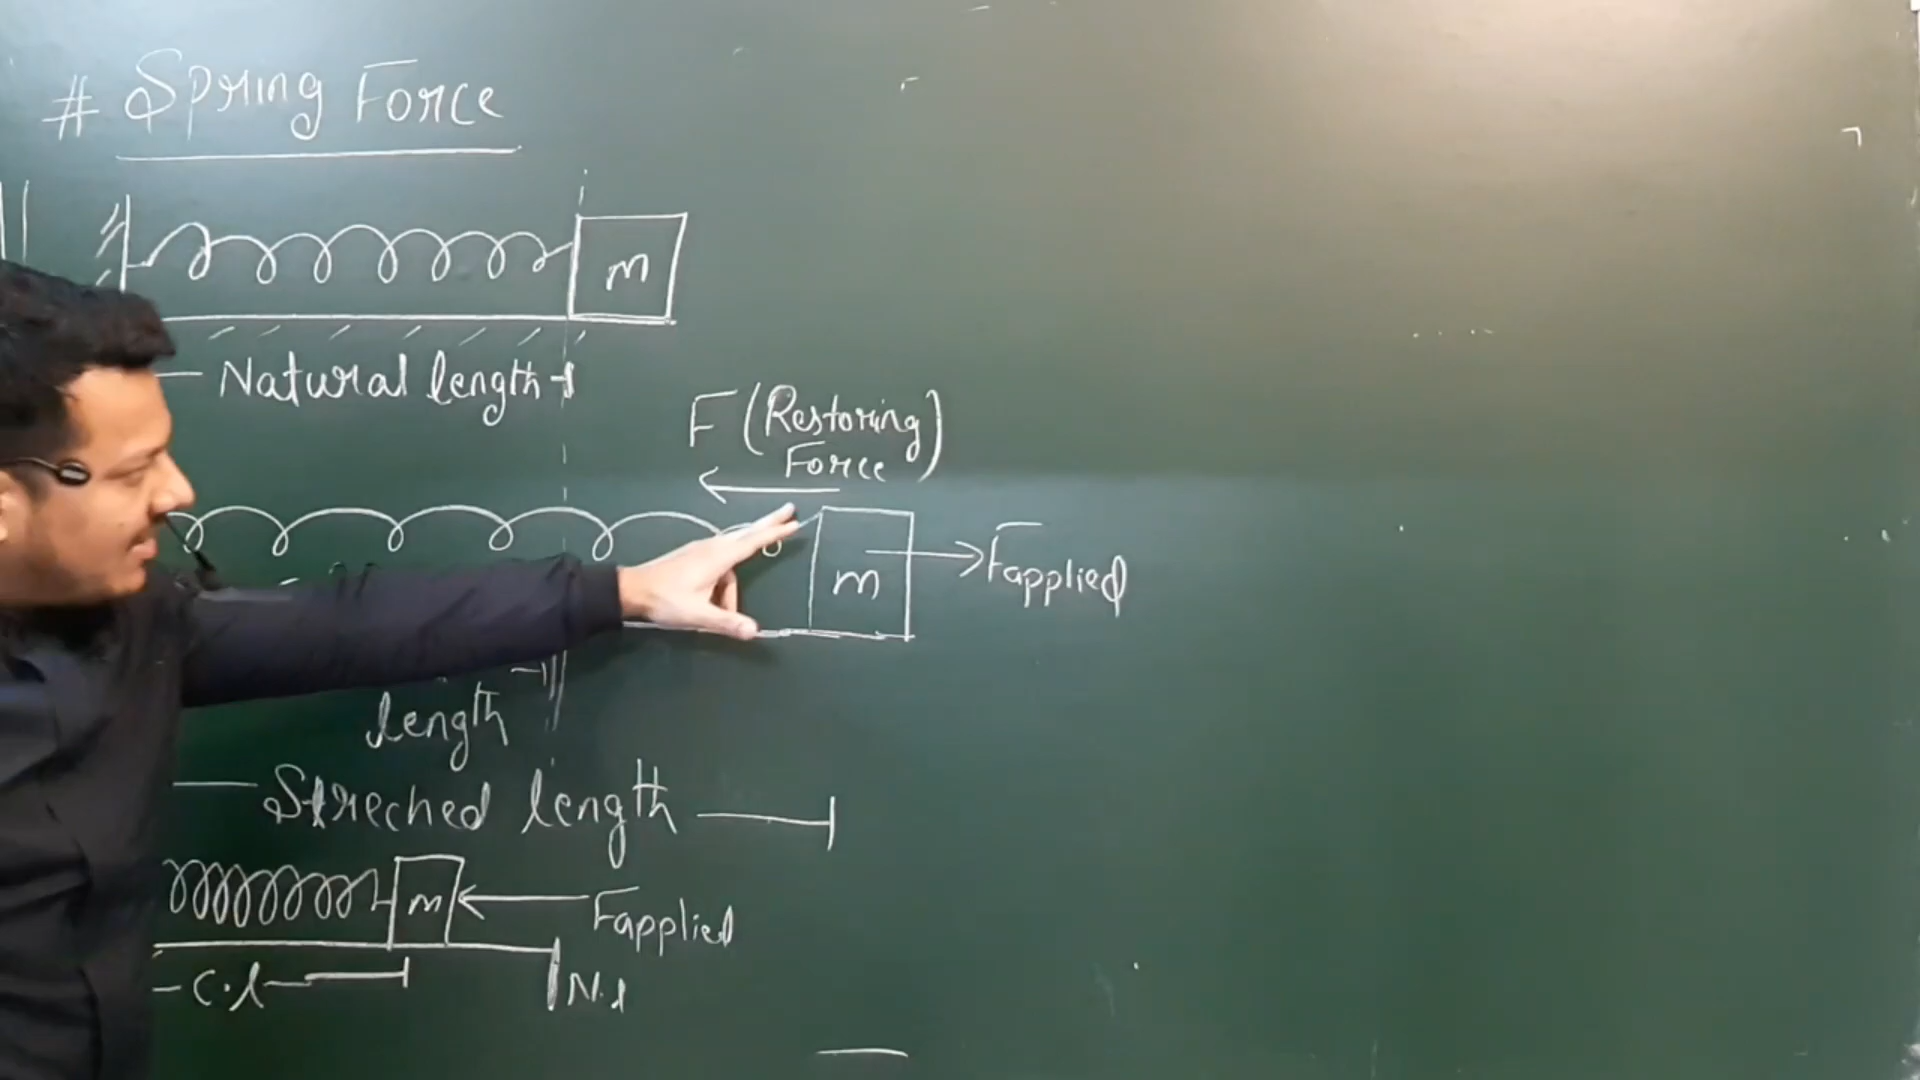 # Spring Force
m
Natural length
F (Restoring
Force)
m
Fapplied
length
Streched length
m
Fapplied
C.l
N.l